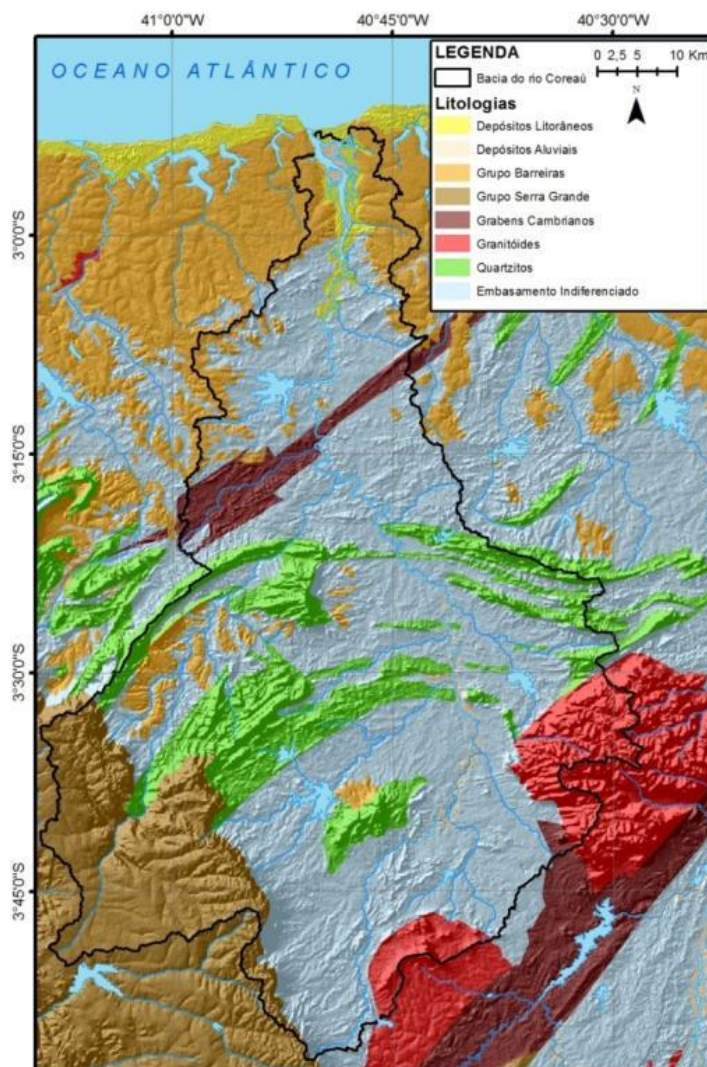 41°0'0"W 40°45'0"W 40°30'0"W
OCEANO ATLÂNTICO
LEGENDA
Bacia do rio Coreaú
0 2,5 5 10 Km
N
Litologias
Depósitos Litorâneos
Depósitos Aluviais
Grupo Barreiras
Grupo Serra Grande
Grabens Cambrianos
Granitóides
Quartzitos
Embasamento Indiferenciado
3°0'0"S
3°15'0"S
3°30'0"S
3°45'0"S